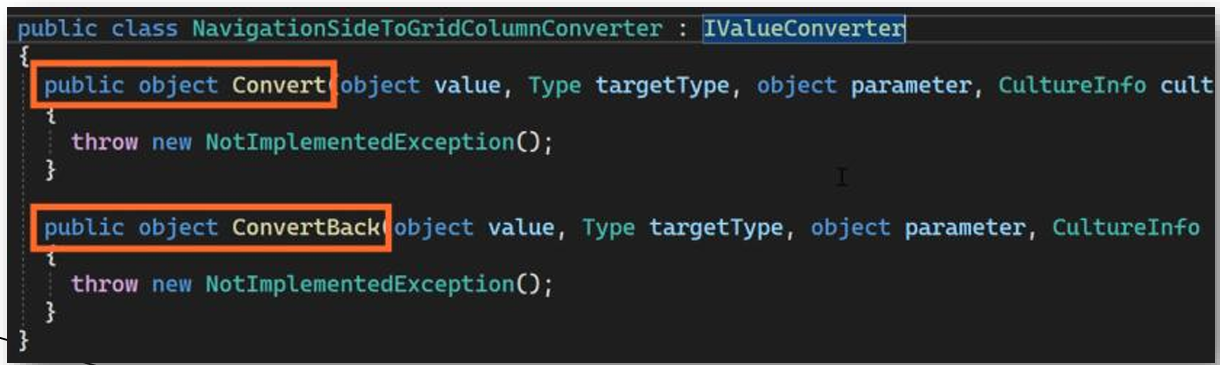 public class NavigationSideToGridColumnConverter : IValueConverter
{
public object Convert(object value, Type targetType, object parameter, CultureInfo cult
{
throw new NotImplementedException();
}
public object ConvertBack(object value, Type targetType, object parameter, CultureInfo
{
throw new NotImplementedException();
}
}